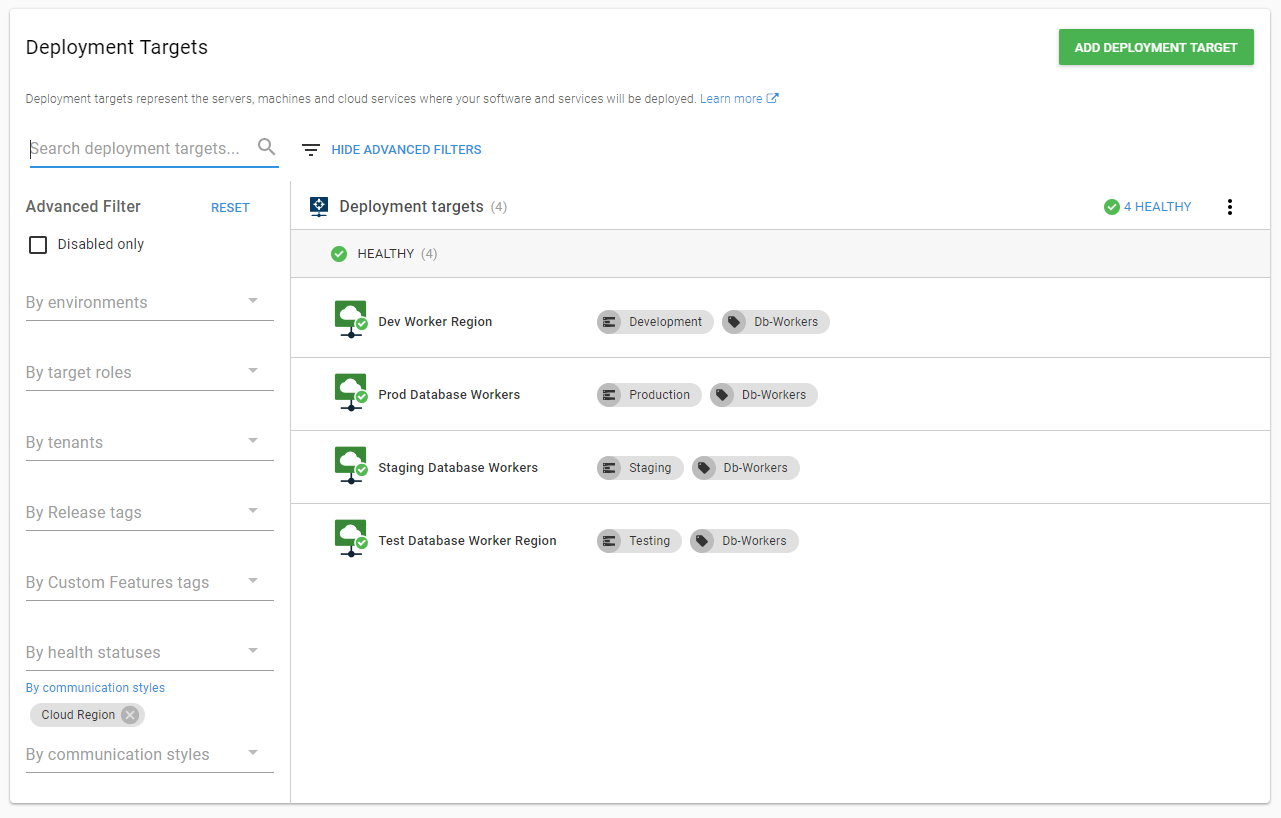 Deployment Targets
ADD DEPLOYMENT TARGET
Deployment targets represent the servers, machines and cloud services where your software and services will be deployed. Learn more
Search deployment targets...
HIDE ADVANCED FILTERS
Advanced Filter
RESET
Disabled only
By environments
By target roles
By tenants
By Release tags
By Custom Features tags
By health statuses
By communication styles
Cloud Region
By communication styles
Deployment targets (4)
4 HEALTHY
HEALTHY (4)
Dev Worker Region Development Db-Workers
Prod Database Workers Production Db-Workers
Staging Database Workers Staging Db-Workers
Test Database Worker Region Testing Db-Workers